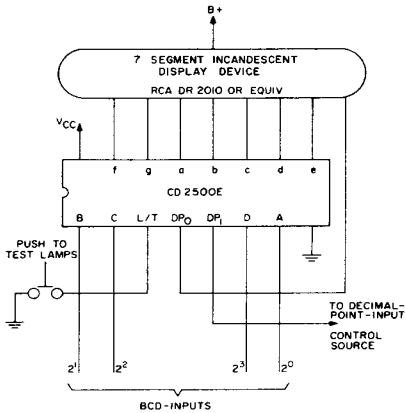 B+
7 SEGMENT INCANDESCENT
DISPLAY DEVICE
RCA DR 2010 OR EQUIV
VCC
f g a b c d e
CD 2500E
B C L/T DPO DPI D A
PUSH TO
TEST LAMPS
TO DECIMAL-
POINT-INPUT
CONTROL
SOURCE
2¹ 2² 2³ 2⁰
BCD-INPUTS